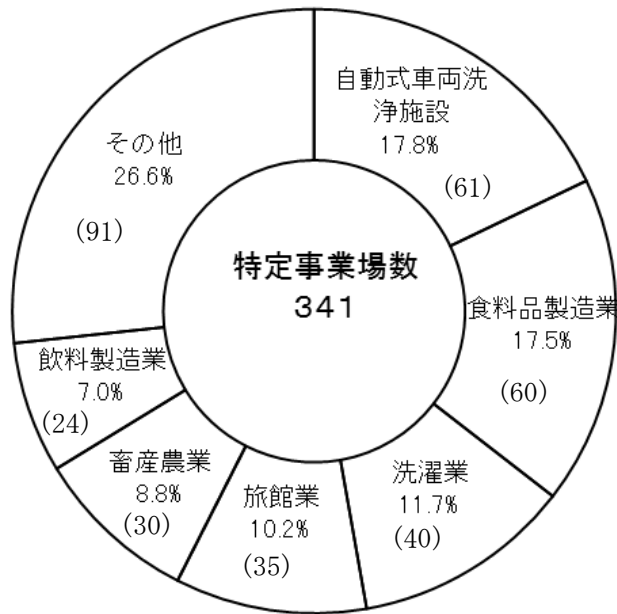 特定事業場数
341
自動式車両洗
浄施設
17.8%
(61)
食料品製造業
17.5%
(60)
洗濯業
11.7%
(40)
旅館業
10.2%
(35)
畜産農業
8.8%
(30)
飲料製造業
7.0%
(24)
その他
26.6%
(91)